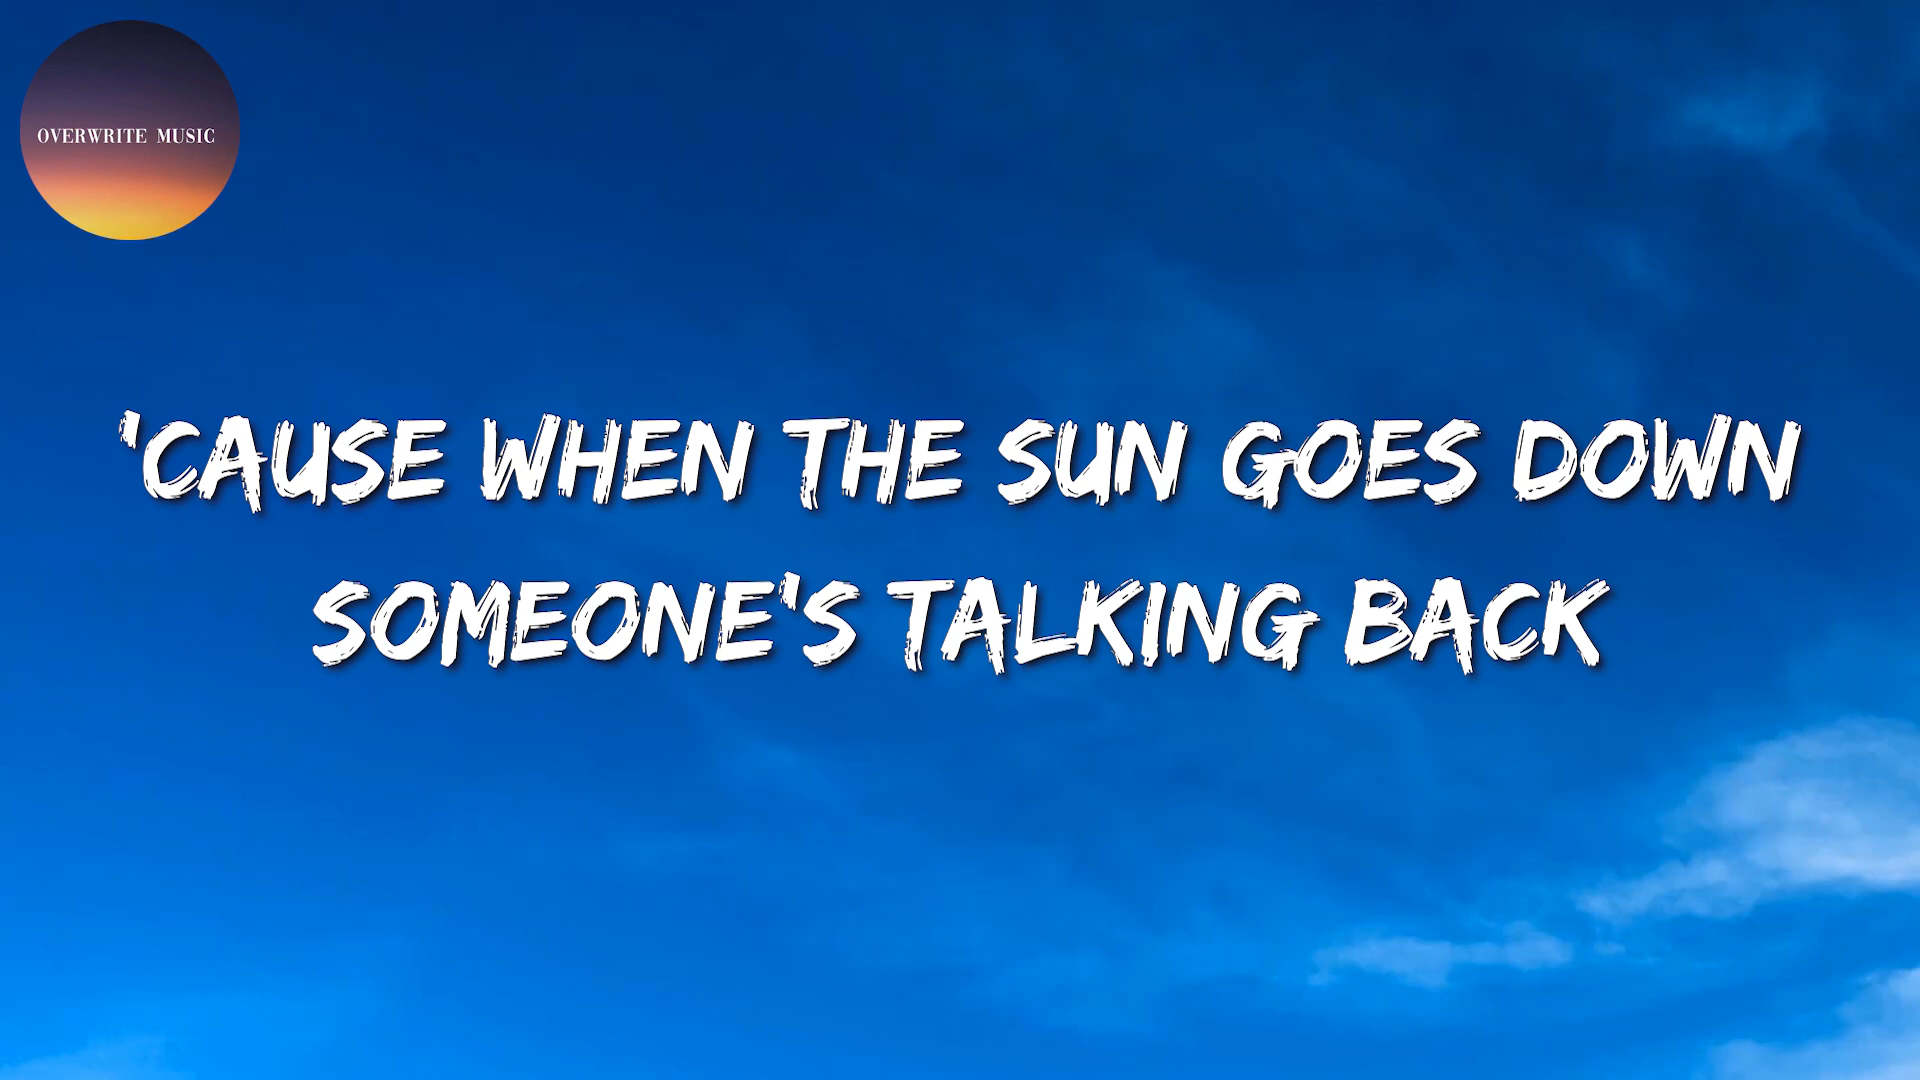 OVERWRITE MUSIC
'CAUSE WHEN THE SUN GOES DOWN
SOMEONE'S TALKING BACK